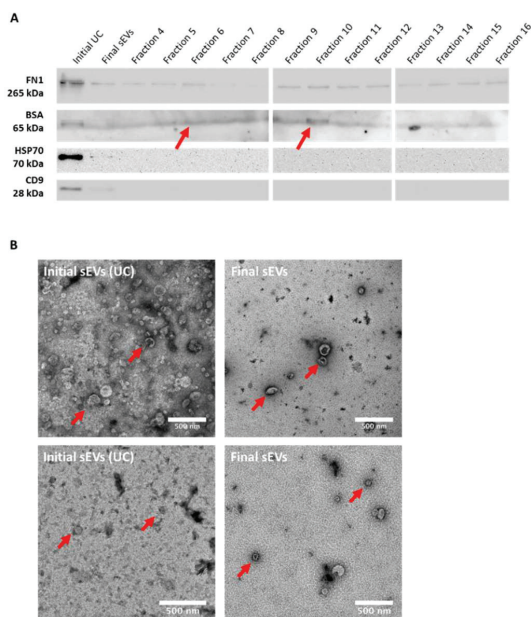 A
Initial UC
Final sEVs
Fraction 4
Fraction 5
Fraction 6
Fraction 7
Fraction 8
Fraction 9
Fraction 10
Fraction 11
Fraction 12
Fraction 13
Fraction 14
Fraction 15
Fraction 16
FN1
265 kDa
BSA
65 kDa
HSP70
70 kDa
CD9
28 kDa
B
Initial sEVs (UC)
Final sEVs
500 nm
500 nm
Initial sEVs (UC)
Final sEVs
500 nm
500 nm